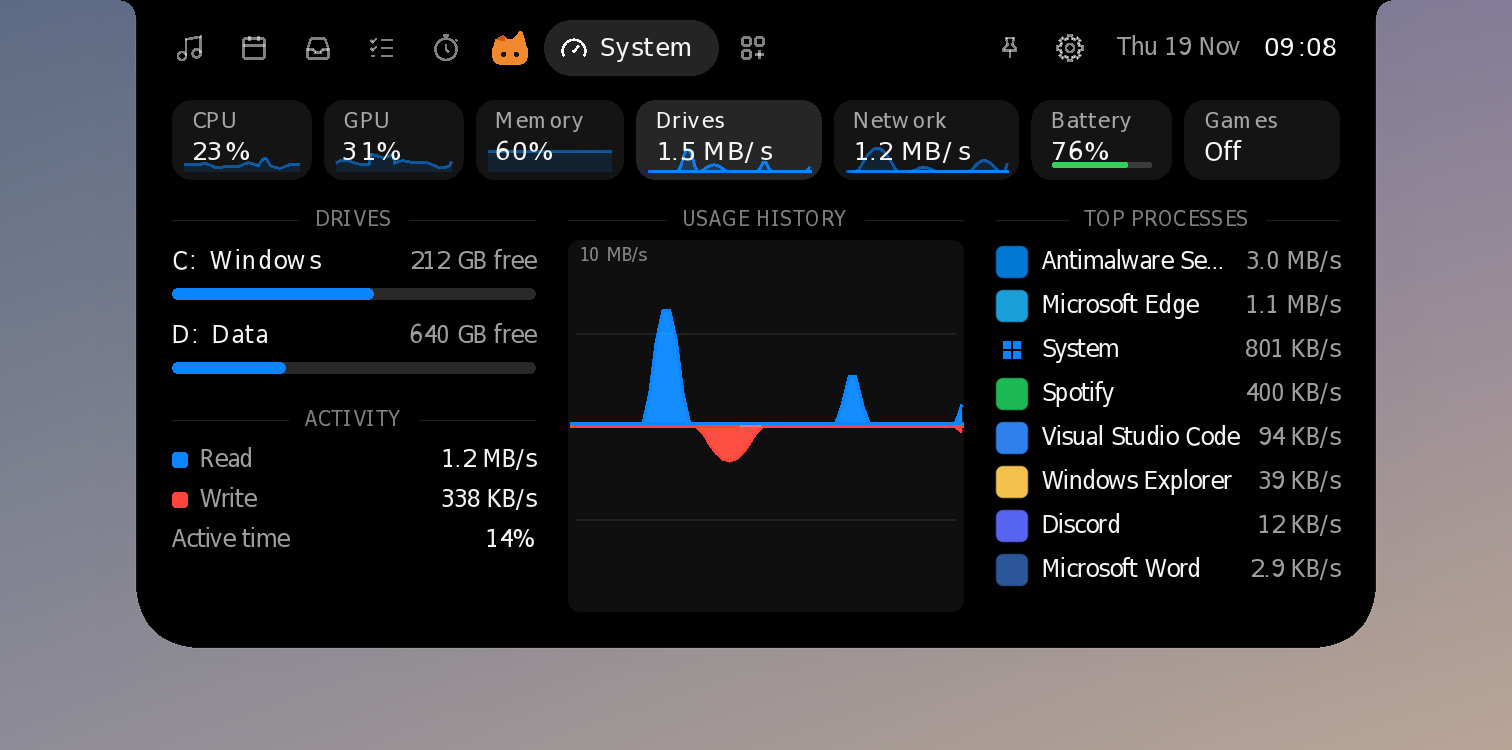 System
Thu 19 Nov 09:08
CPU
23%
GPU
31%
Memory
60%
Drives
1.5 MB/s
Network
1.2 MB/s
Battery
76%
Games
Off
DRIVES
C: Windows 212 GB free
D: Data 640 GB free
ACTIVITY
Read 1.2 MB/s
Write 338 KB/s
Active time 14%
USAGE HISTORY
10 MB/s
TOP PROCESSES
Antimalware Se... 3.0 MB/s
Microsoft Edge 1.1 MB/s
System 801 KB/s
Spotify 400 KB/s
Visual Studio Code 94 KB/s
Windows Explorer 39 KB/s
Discord 12 KB/s
Microsoft Word 2.9 KB/s